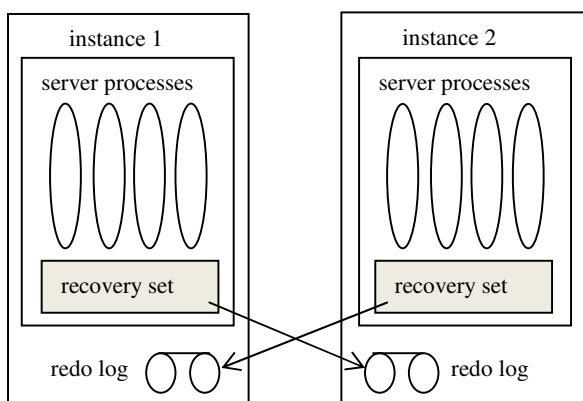 instance 1
server processes
recovery set
redo log
instance 2
server processes
recovery set
redo log